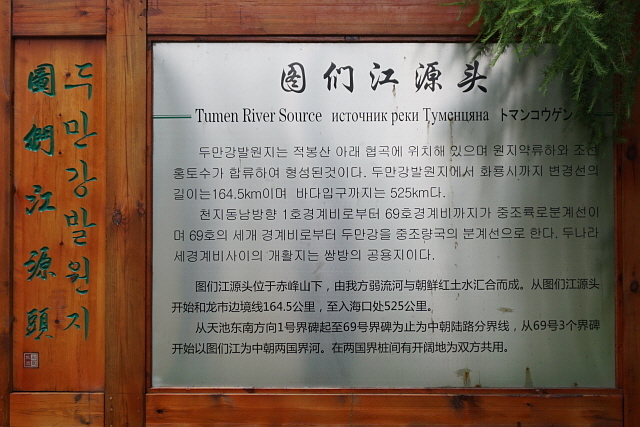 두만강발원지
圖們江源頭
图们江源头
Tumen River Source источник реки Туменцяна トマンコウゲン
두만강발원지는 적봉산 아래 협곡에 위치해 있으며 원지약류하와 조선
홍토수가 합류하여 형성된것이다. 두만강발원지에서 화룡시까지 변경선의
길이는164.5km이며 바다입구까지는 525km다.
천지동남방향 1호경계비로부터 69호경계비까지가 중조륙로분계선이
며 69호의 세개 경계비로부터 두만강을 중조량국의 분계선으로 한다. 두나라
세경계비사이의 개활지는 쌍방의 공용지이다.
图们江源头位于赤峰山下，由我方弱流河与朝鲜红土水汇合而成。从图们江源头
开始和龙市边境线164.5公里，至入海口处525公里。
从天池东南方向1号界碑起至69号界碑为止为中朝陆路分界线，从69号3个界碑
开始以图们江为中朝两国界河。在两国界桩间有开阔地为双方共用。